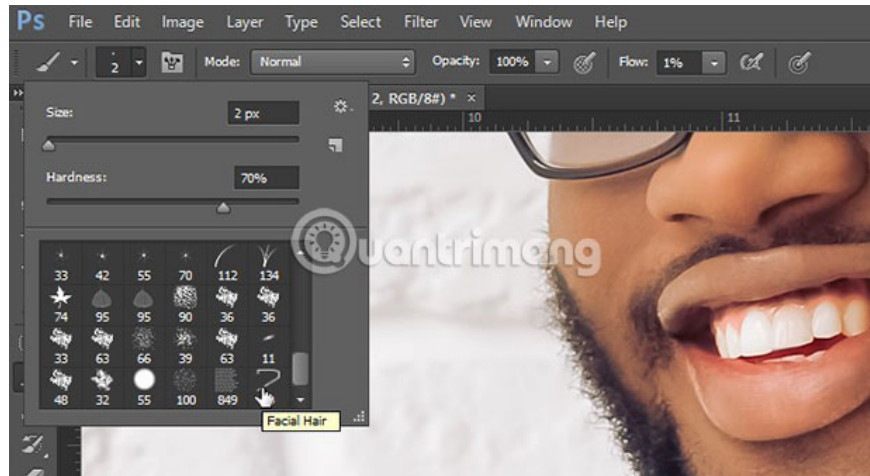 Ps File Edit Image Layer Type Select Filter View Window Help
2 Mode: Normal Opacity: 100% Flow: 1%
2, RGB/8#) * ×
10 11
Size: 2 px
Hardness: 70%
33 42 55 70 112 134
74 95 95 90 36 36
33 63 66 39 63 11
48 32 55 100 849
Facial Hair
Quantrimang